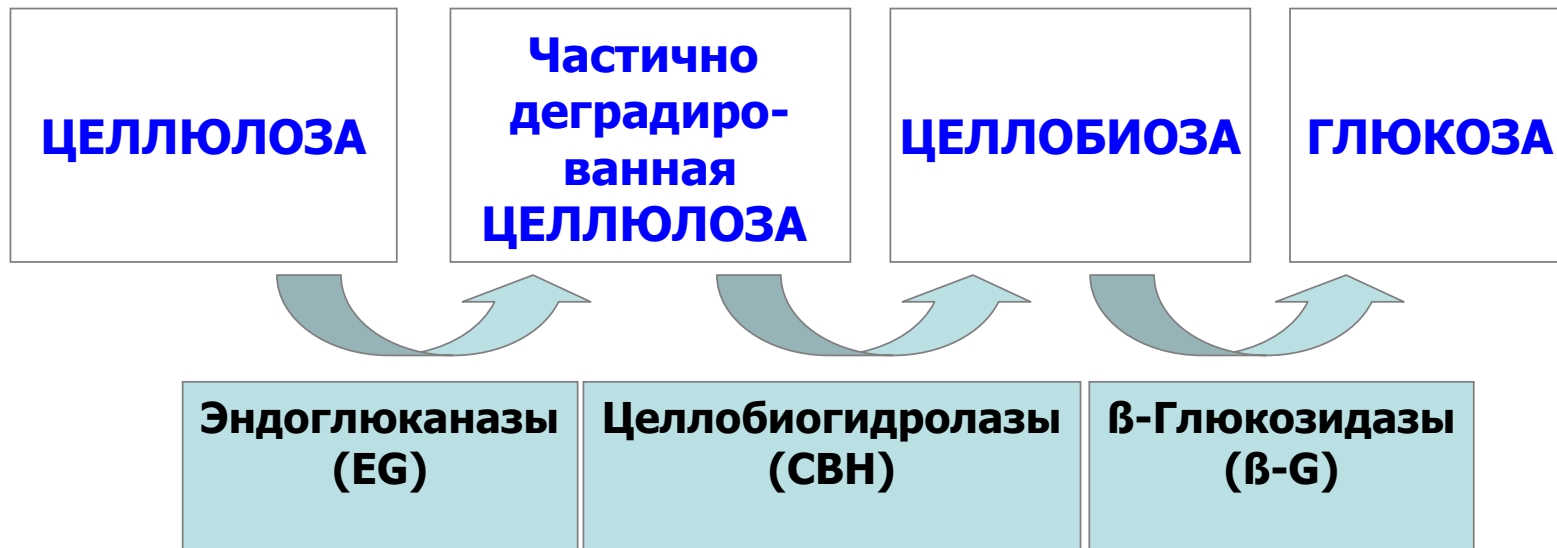 ЦЕЛЛЮЛОЗА
Частично
деградиро-
ванная
ЦЕЛЛЮЛОЗА
ЦЕЛЛОБИОЗА
ГЛЮКОЗА
Эндоглюканазы
(EG)
Целлобиогидролазы
(CBH)
ß-Глюкозидазы
(ß-G)